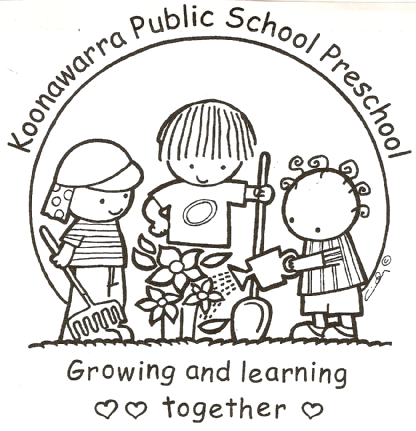 Koonawarra Public School Preschool
Growing and learning
together